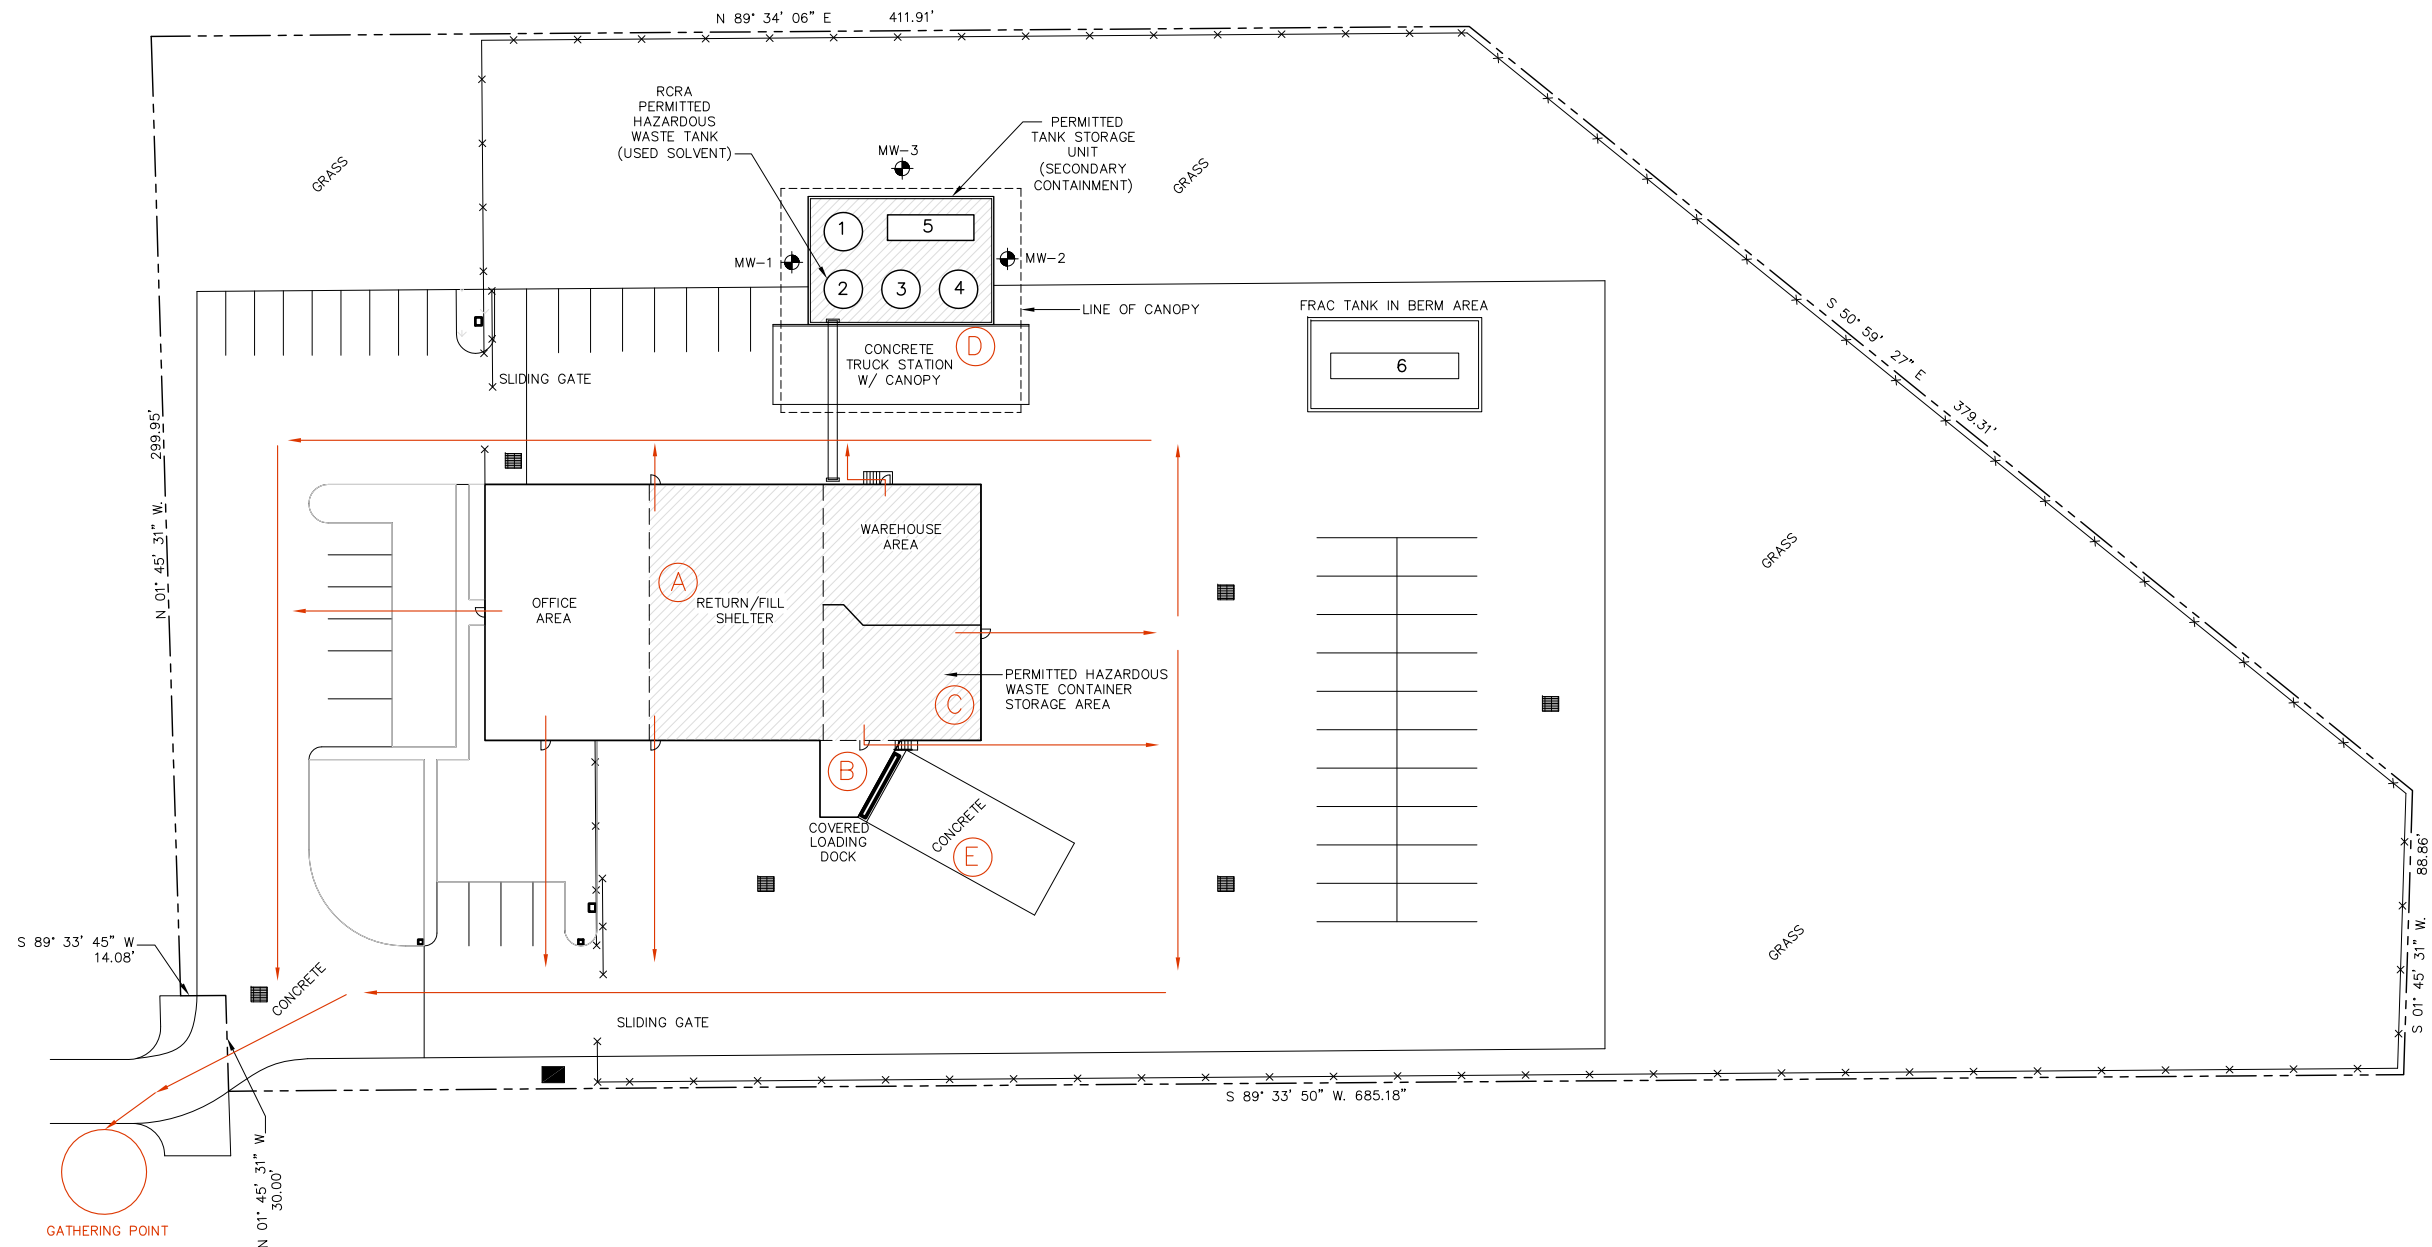 N 89° 34' 06" E 411.91'
RCRA
PERMITTED
HAZARDOUS
WASTE TANK
(USED SOLVENT)
PERMITTED
TANK STORAGE
UNIT
(SECONDARY
CONTAINMENT)
MW-3
GRASS
GRASS
1
5
MW-1
MW-2
2
3
4
LINE OF CANOPY
FRAC TANK IN BERM AREA
6
S 50° 59' 27" E
379.31'
CONCRETE
TRUCK STATION
W/ CANOPY
D
SLIDING GATE
299.95'
N 01° 45' 31" W.
WAREHOUSE
AREA
A
OFFICE
AREA
RETURN/FILL
SHELTER
GRASS
PERMITTED HAZARDOUS
WASTE CONTAINER
STORAGE AREA
C
B
COVERED
LOADING
DOCK
CONCRETE
E
GRASS
88.86'
S 01° 45' 31" W.
S 89° 33' 45" W
14.08'
CONCRETE
SLIDING GATE
S 89° 33' 50" W. 685.18"
N 01° 45' 31" W
30.00'
GATHERING POINT